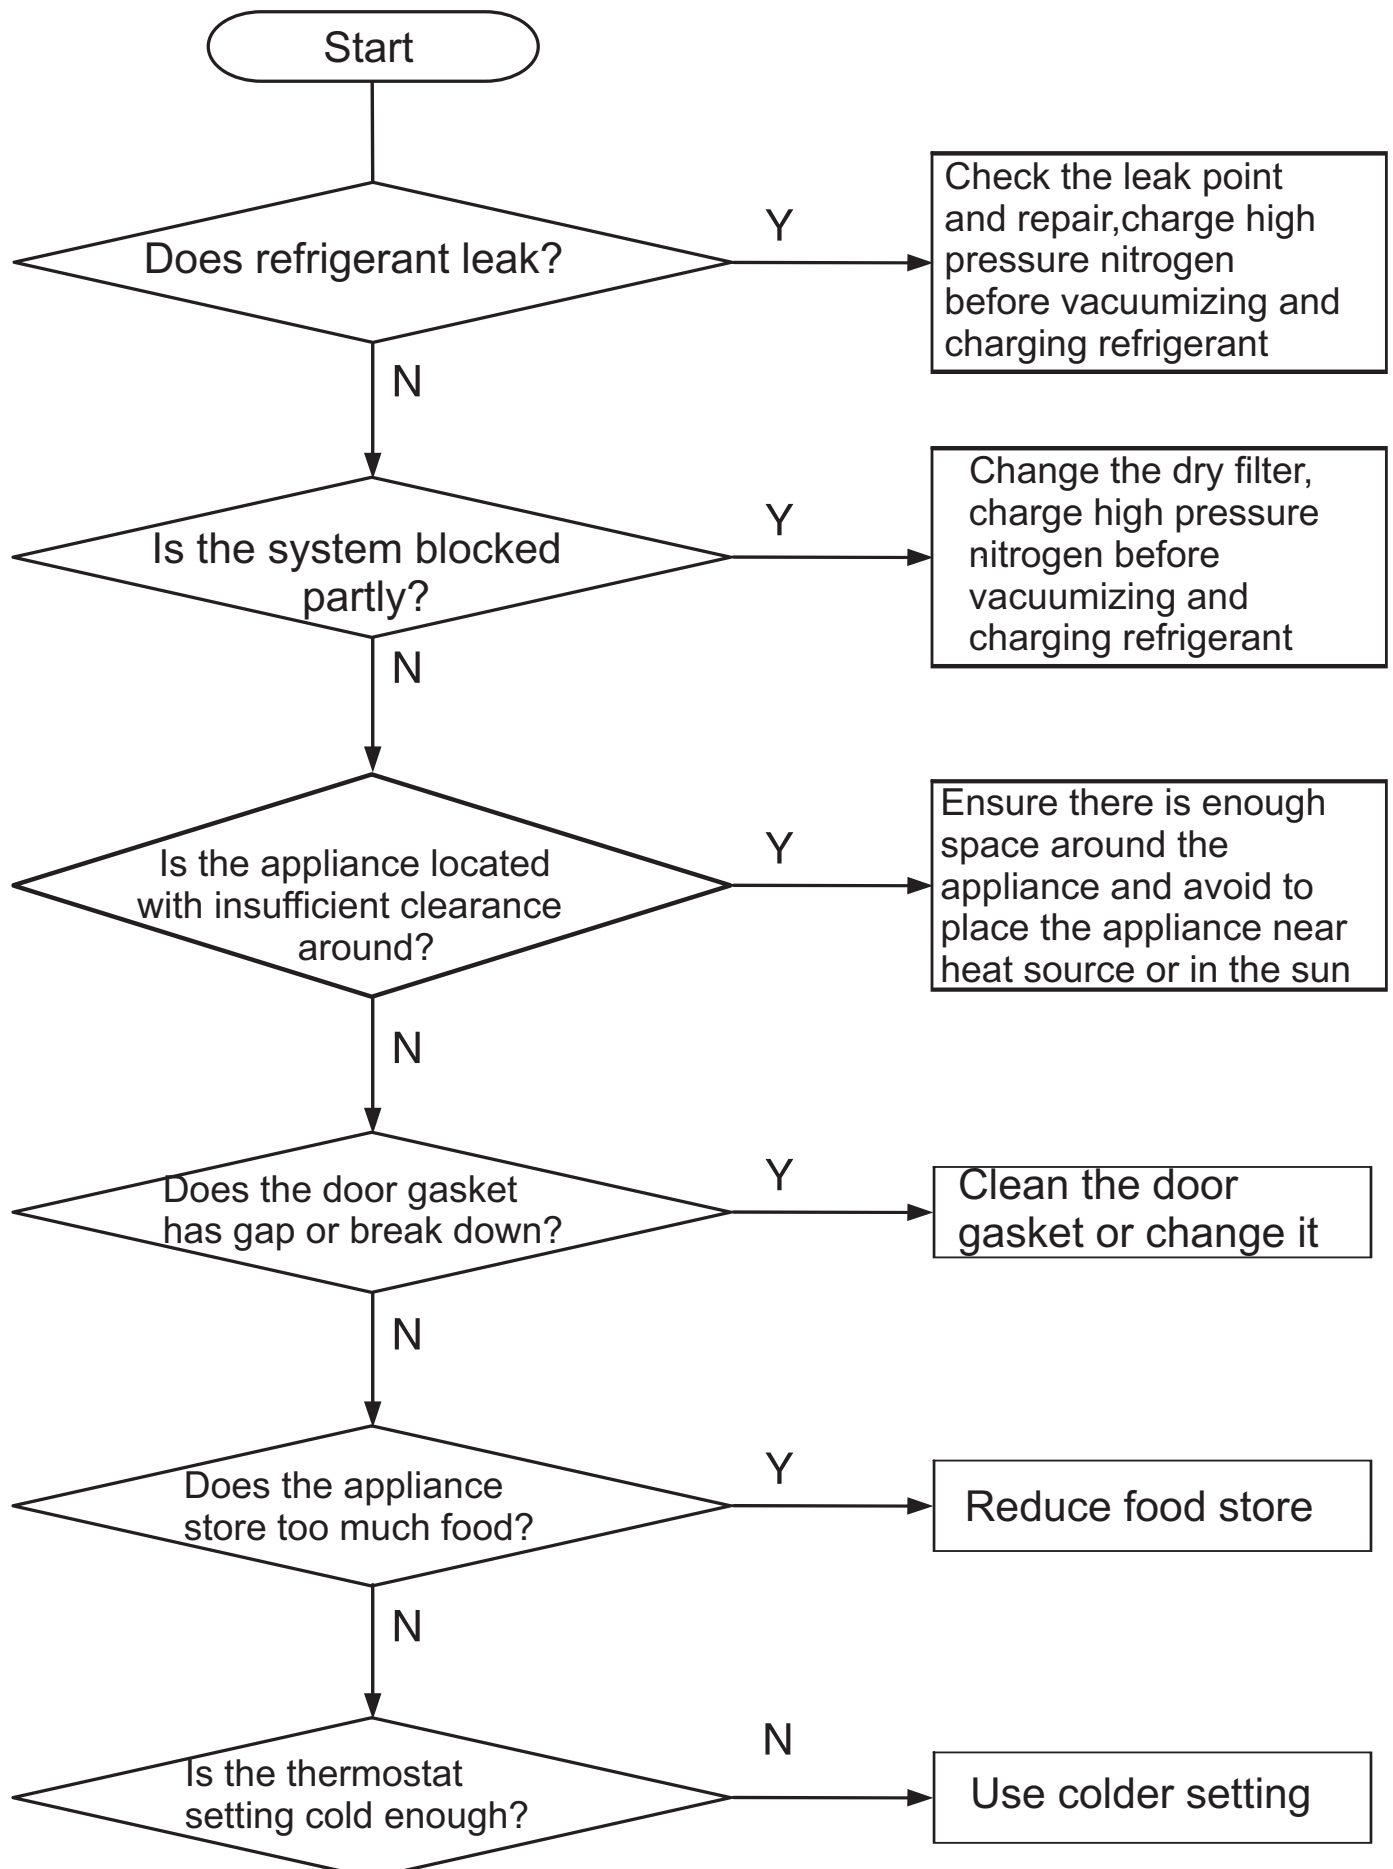 Start
Does refrigerant leak?
Y
Check the leak point
and repair,charge high
pressure nitrogen
before vacuumizing and
charging refrigerant
N
Is the system blocked
partly?
Y
Change the dry filter,
charge high pressure
nitrogen before
vacuumizing and
charging refrigerant
N
Is the appliance located
with insufficient clearance
around?
Y
Ensure there is enough
space around the
appliance and avoid to
place the appliance near
heat source or in the sun
N
Does the door gasket
has gap or break down?
Y
Clean the door
gasket or change it
N
Does the appliance
store too much food?
Y
Reduce food store
N
Is the thermostat
setting cold enough?
N
Use colder setting